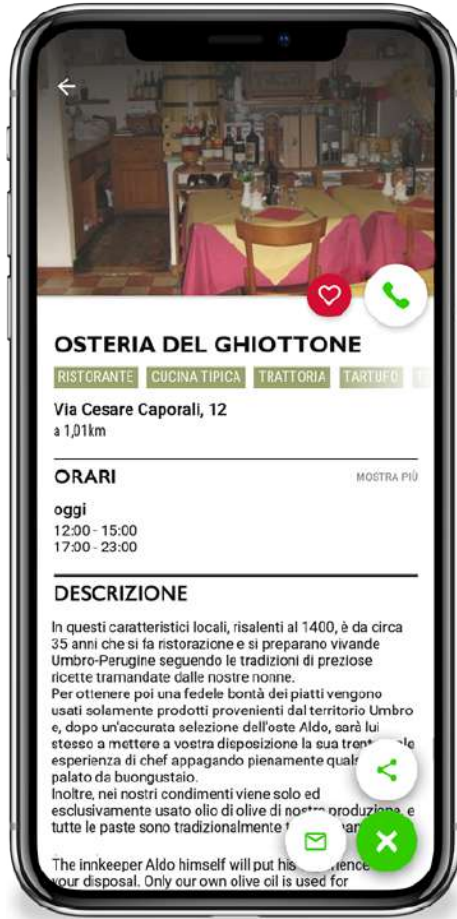 OSTERIA DEL GHIOTTONE
RISTORANTE CUCINA TIPICA TRATTORIA TARTUFO
Via Cesare Caporali, 12
a 1,01km
ORARI MOSTRA PIÙ
oggi
12:00 - 15:00
17:00 - 23:00
DESCRIZIONE
In questi caratteristici locali, risalenti al 1400, è da circa
35 anni che si fa ristorazione e si preparano vivande
Umbro-Perugine seguendo le tradizioni di preziose
ricette tramandate dalle nostre nonne.
Per ottenere poi una fedele bontà dei piatti vengono
usati solamente prodotti provenienti dal territorio Umbro
e, dopo un'accurata selezione dell'oste Aldo, sarà lui
stesso a mettere a vostra disposizione la sua
esperienza di chef appagando pienamente
palato da buongustaio.
Inoltre, nei nostri condimenti viene solo ed
esclusivamente usato olio di olive di nostra produzione, e
tutte le paste sono tradizionalmente
The innkeeper Aldo himself will put his
your disposal. Only our own olive oil is used for